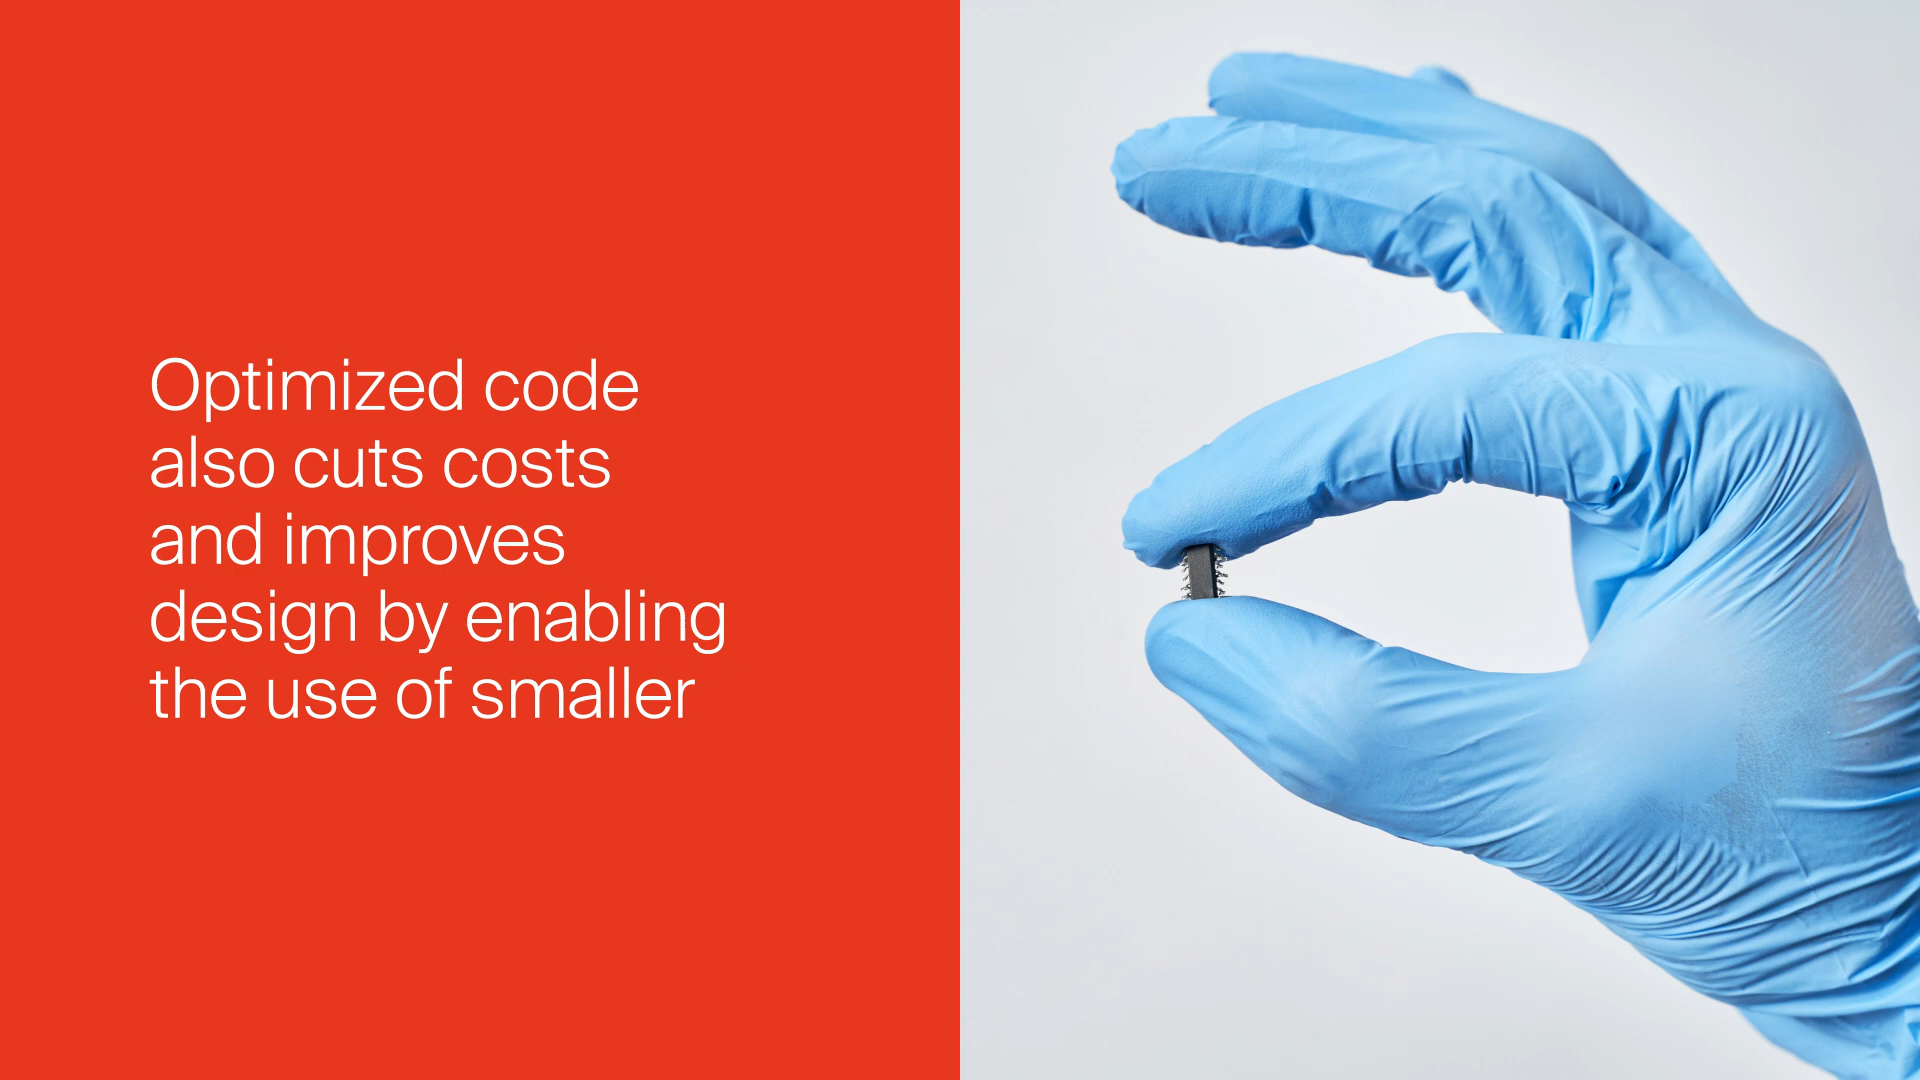 Optimized code
also cuts costs
and improves
design by enabling
the use of smaller